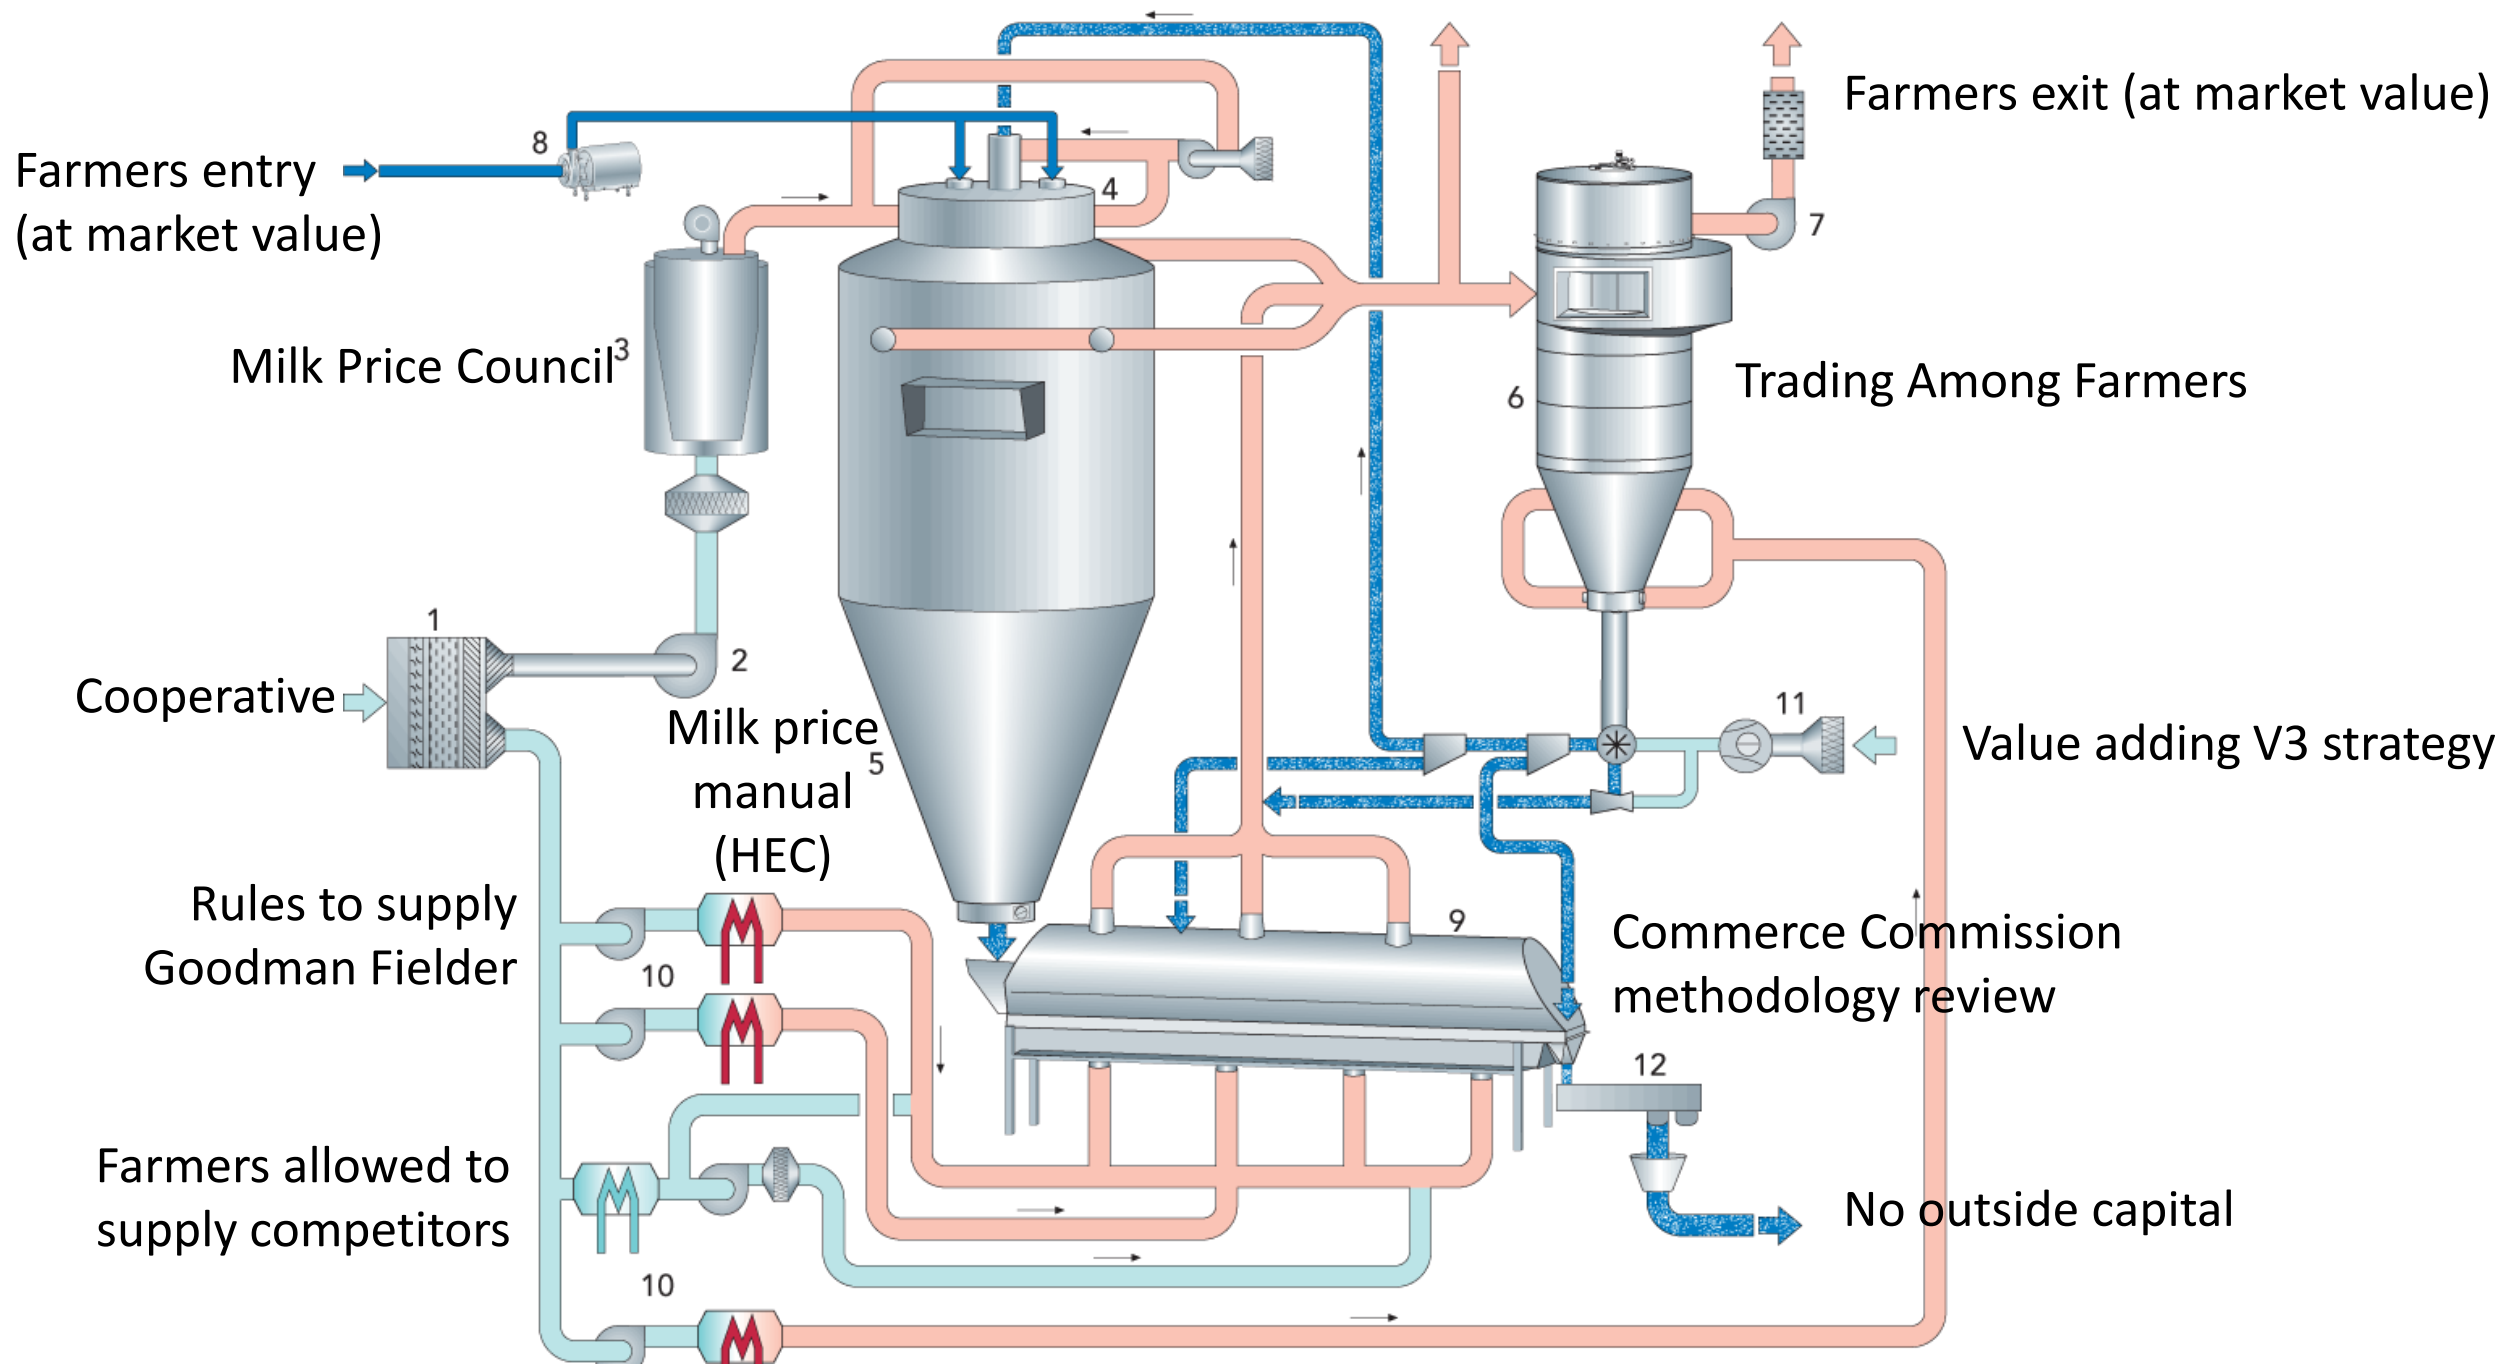 Farmers exit (at market value)
8
Farmers entry
(at market value)
4
7
3
Milk Price Council
6
Trading Among Farmers
1
2
Cooperative
11
Milk price
manual
(HEC)
5
Value adding V3 strategy
Rules to supply
Goodman Fielder
10
9
Commerce Commission
methodology review
12
Farmers allowed to
supply competitors
No outside capital
10